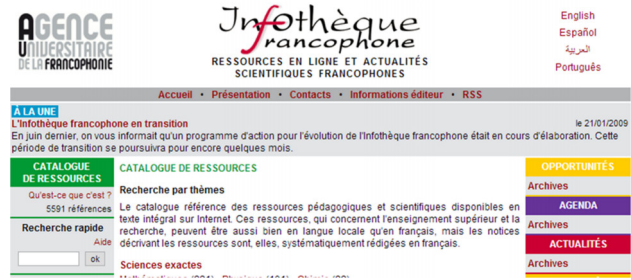 AGENCE
UNIVERSITAIRE
DE LA FRANCOPHONIE
Infothèque
francophone
RESSOURCES EN LIGNE ET ACTUALITÉS
SCIENTIFIQUES FRANCOPHONES
English
Español
العربية
Português
Accueil • Présentation • Contacts • Informations éditeur • RSS
À LA UNE
L'Infothèque francophone en transition
le 21/01/2009
En juin dernier, on vous informait qu'un programme d'action pour l'évolution de l'Infothèque francophone était en cours d'élaboration. Cette
période de transition se poursuivra pour encore quelques mois.
CATALOGUE
DE RESSOURCES
Qu'est-ce que c'est ?
5591 références
Recherche rapide
Aide
ok
CATALOGUE DE RESSOURCES
Recherche par thèmes
Le catalogue référence des ressources pédagogiques et scientifiques disponibles en
texte intégral sur Internet. Ces ressources, qui concernent l'enseignement supérieur et la
recherche, peuvent être aussi bien en langue locale qu'en français, mais les notices
décrivant les ressources sont, elles, systématiquement rédigées en français.
Sciences exactes
OPPORTUNITÉS
Archives
AGENDA
Archives
ACTUALITÉS
Archives